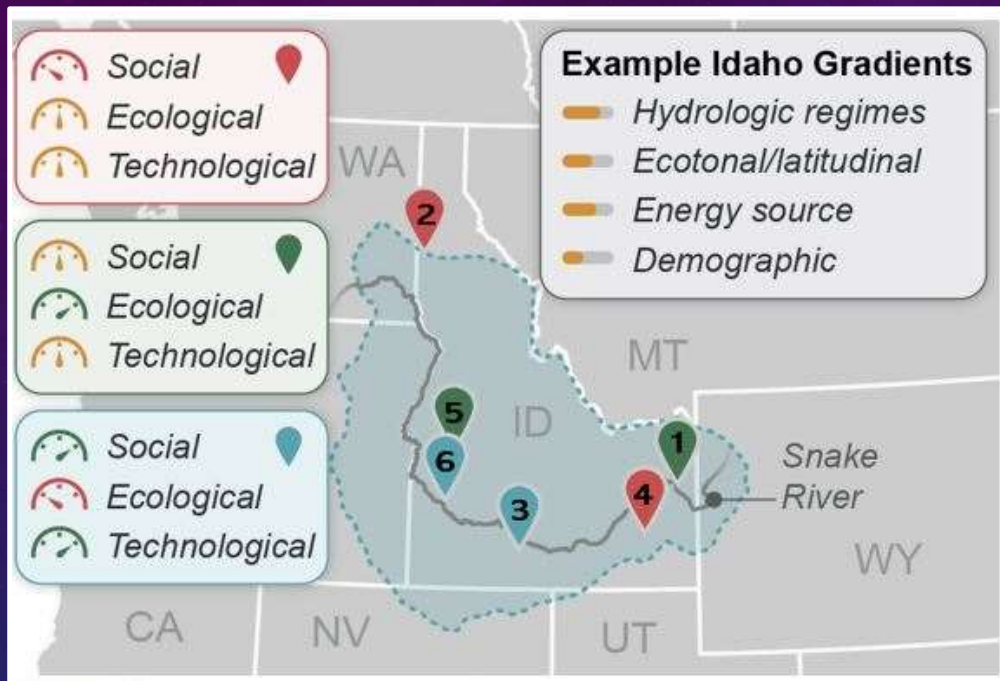 Social
Ecological
Technological
Social
Ecological
Technological
Social
Ecological
Technological
Example Idaho Gradients
Hydrologic regimes
Ecotonal/latitudinal
Energy source
Demographic
WA
2
MT
5
ID
6
1
3
4
Snake
River
WY
CA
NV
UT